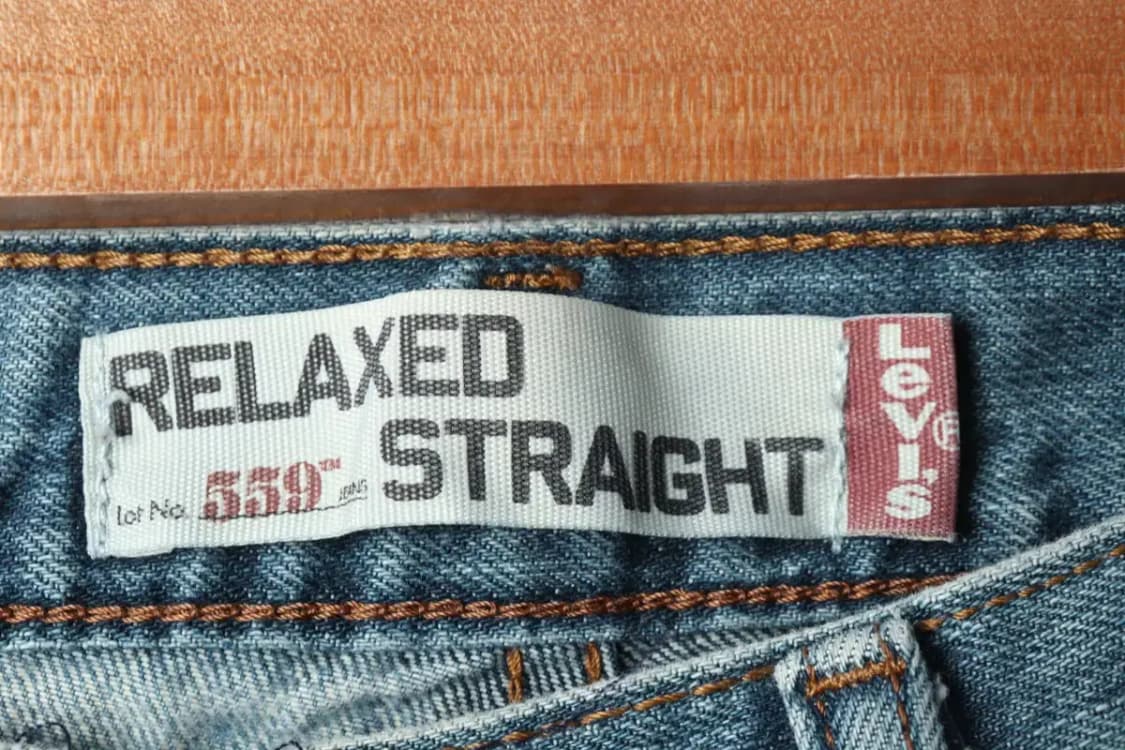 RELAXED
STRAIGHT
Lot No. 559™ JEANS
Levi's®